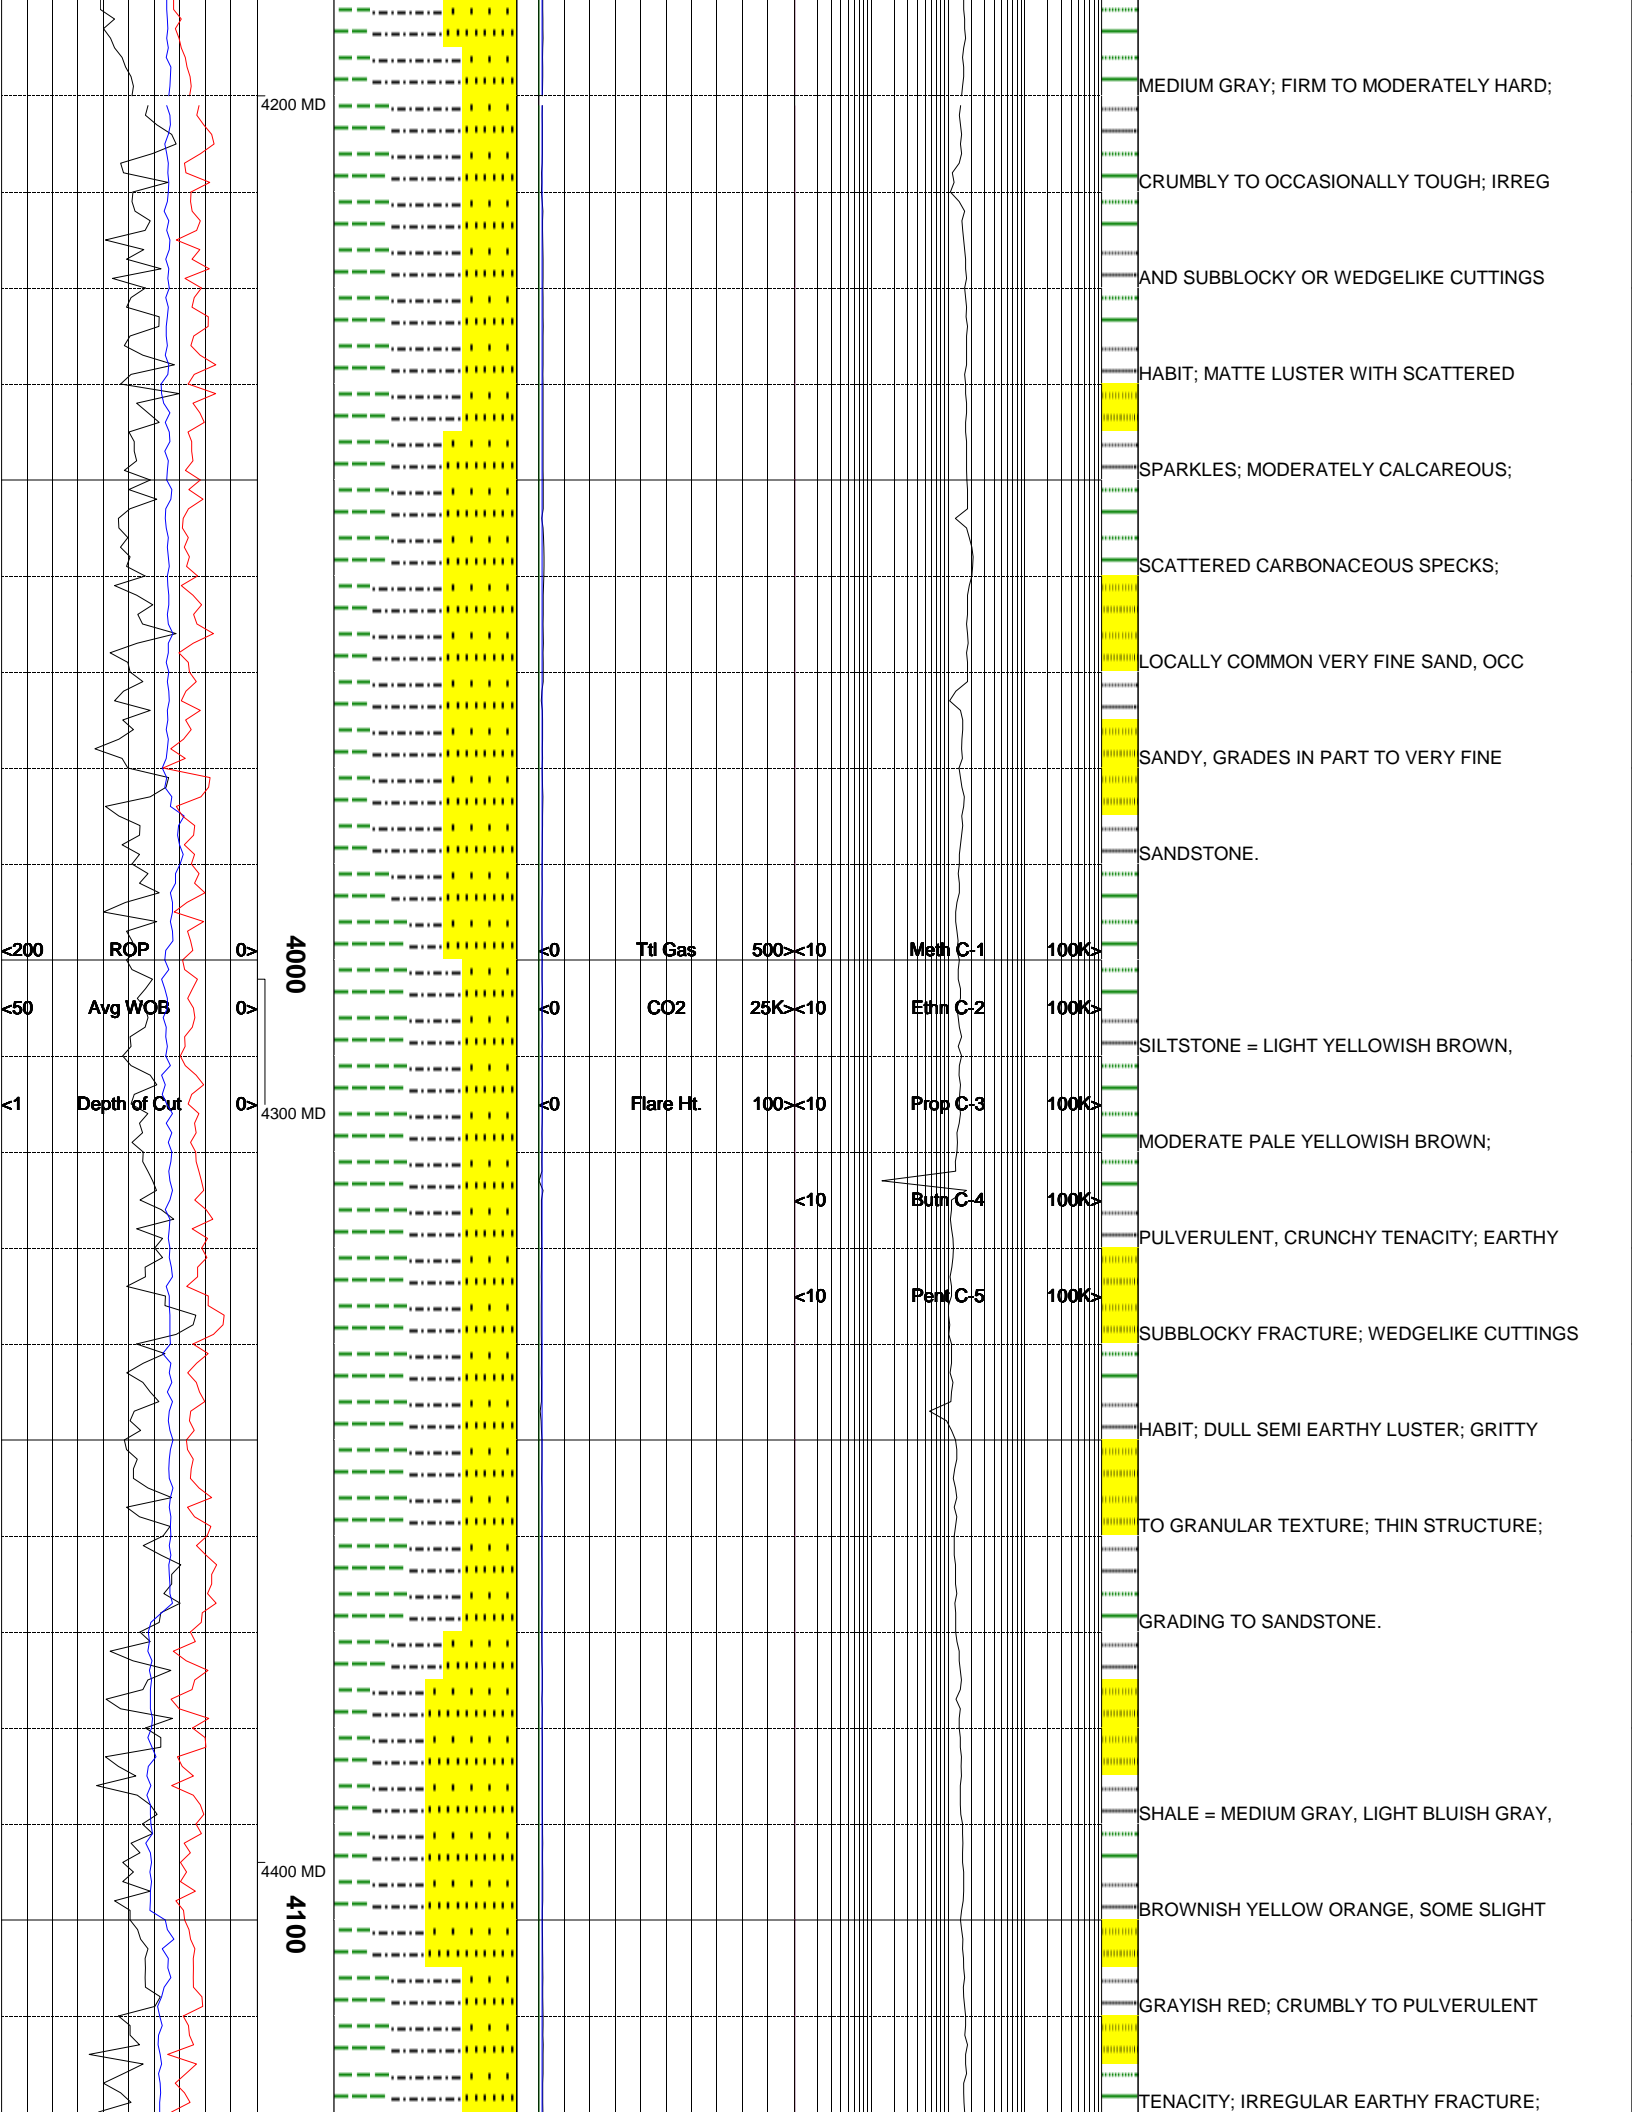 MEDIUM GRAY; FIRM TO MODERATELY HARD;
4200 MD
CRUMBLY TO OCCASIONALLY TOUGH; IRREG
AND SUBBLOCKY OR WEDGELIKE CUTTINGS
HABIT; MATTE LUSTER WITH SCATTERED
SPARKLES; MODERATELY CALCAREOUS;
SCATTERED CARBONACEOUS SPECKS;
LOCALLY COMMON VERY FINE SAND, OCC
SANDY, GRADES IN PART TO VERY FINE
SANDSTONE.
<200 ROP 0> 4000 <0 Ttl Gas 500><10 Meth C-1 100K>
<50 Avg WOB 0> <0 CO2 25K><10 Ethn C-2 100K>
SILTSTONE = LIGHT YELLOWISH BROWN,
<1 Depth of Cut 0> 4300 MD <0 Flare Ht. 100><10 Prop C-3 100K>
MODERATE PALE YELLOWISH BROWN;
<10 Butn C-4 100K>
PULVERULENT, CRUNCHY TENACITY; EARTHY
<10 Pent C-5 100K>
SUBBLOCKY FRACTURE; WEDGELIKE CUTTINGS
HABIT; DULL SEMI EARTHY LUSTER; GRITTY
TO GRANULAR TEXTURE; THIN STRUCTURE;
GRADING TO SANDSTONE.
SHALE = MEDIUM GRAY, LIGHT BLUISH GRAY,
4400 MD
BROWNISH YELLOW ORANGE, SOME SLIGHT
4100
GRAYISH RED; CRUMBLY TO PULVERULENT
TENACITY; IRREGULAR EARTHY FRACTURE;